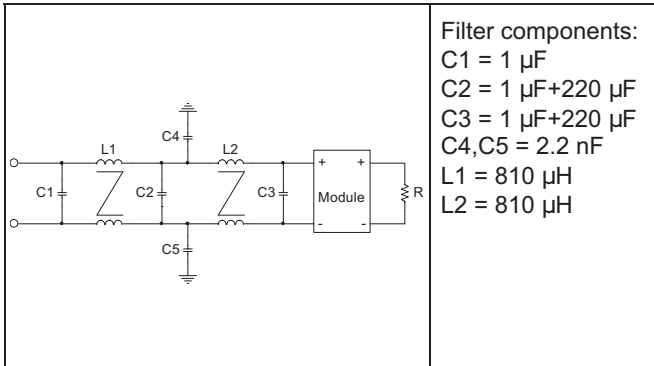 Filter components:
C1 = 1 µF
C2 = 1 µF+220 µF
C3 = 1 µF+220 µF
C4,C5 = 2.2 nF
L1 = 810 µH
L2 = 810 µH
C4
L1
L2
C1
C2
C3
+
+
Module
-
-
R
C5